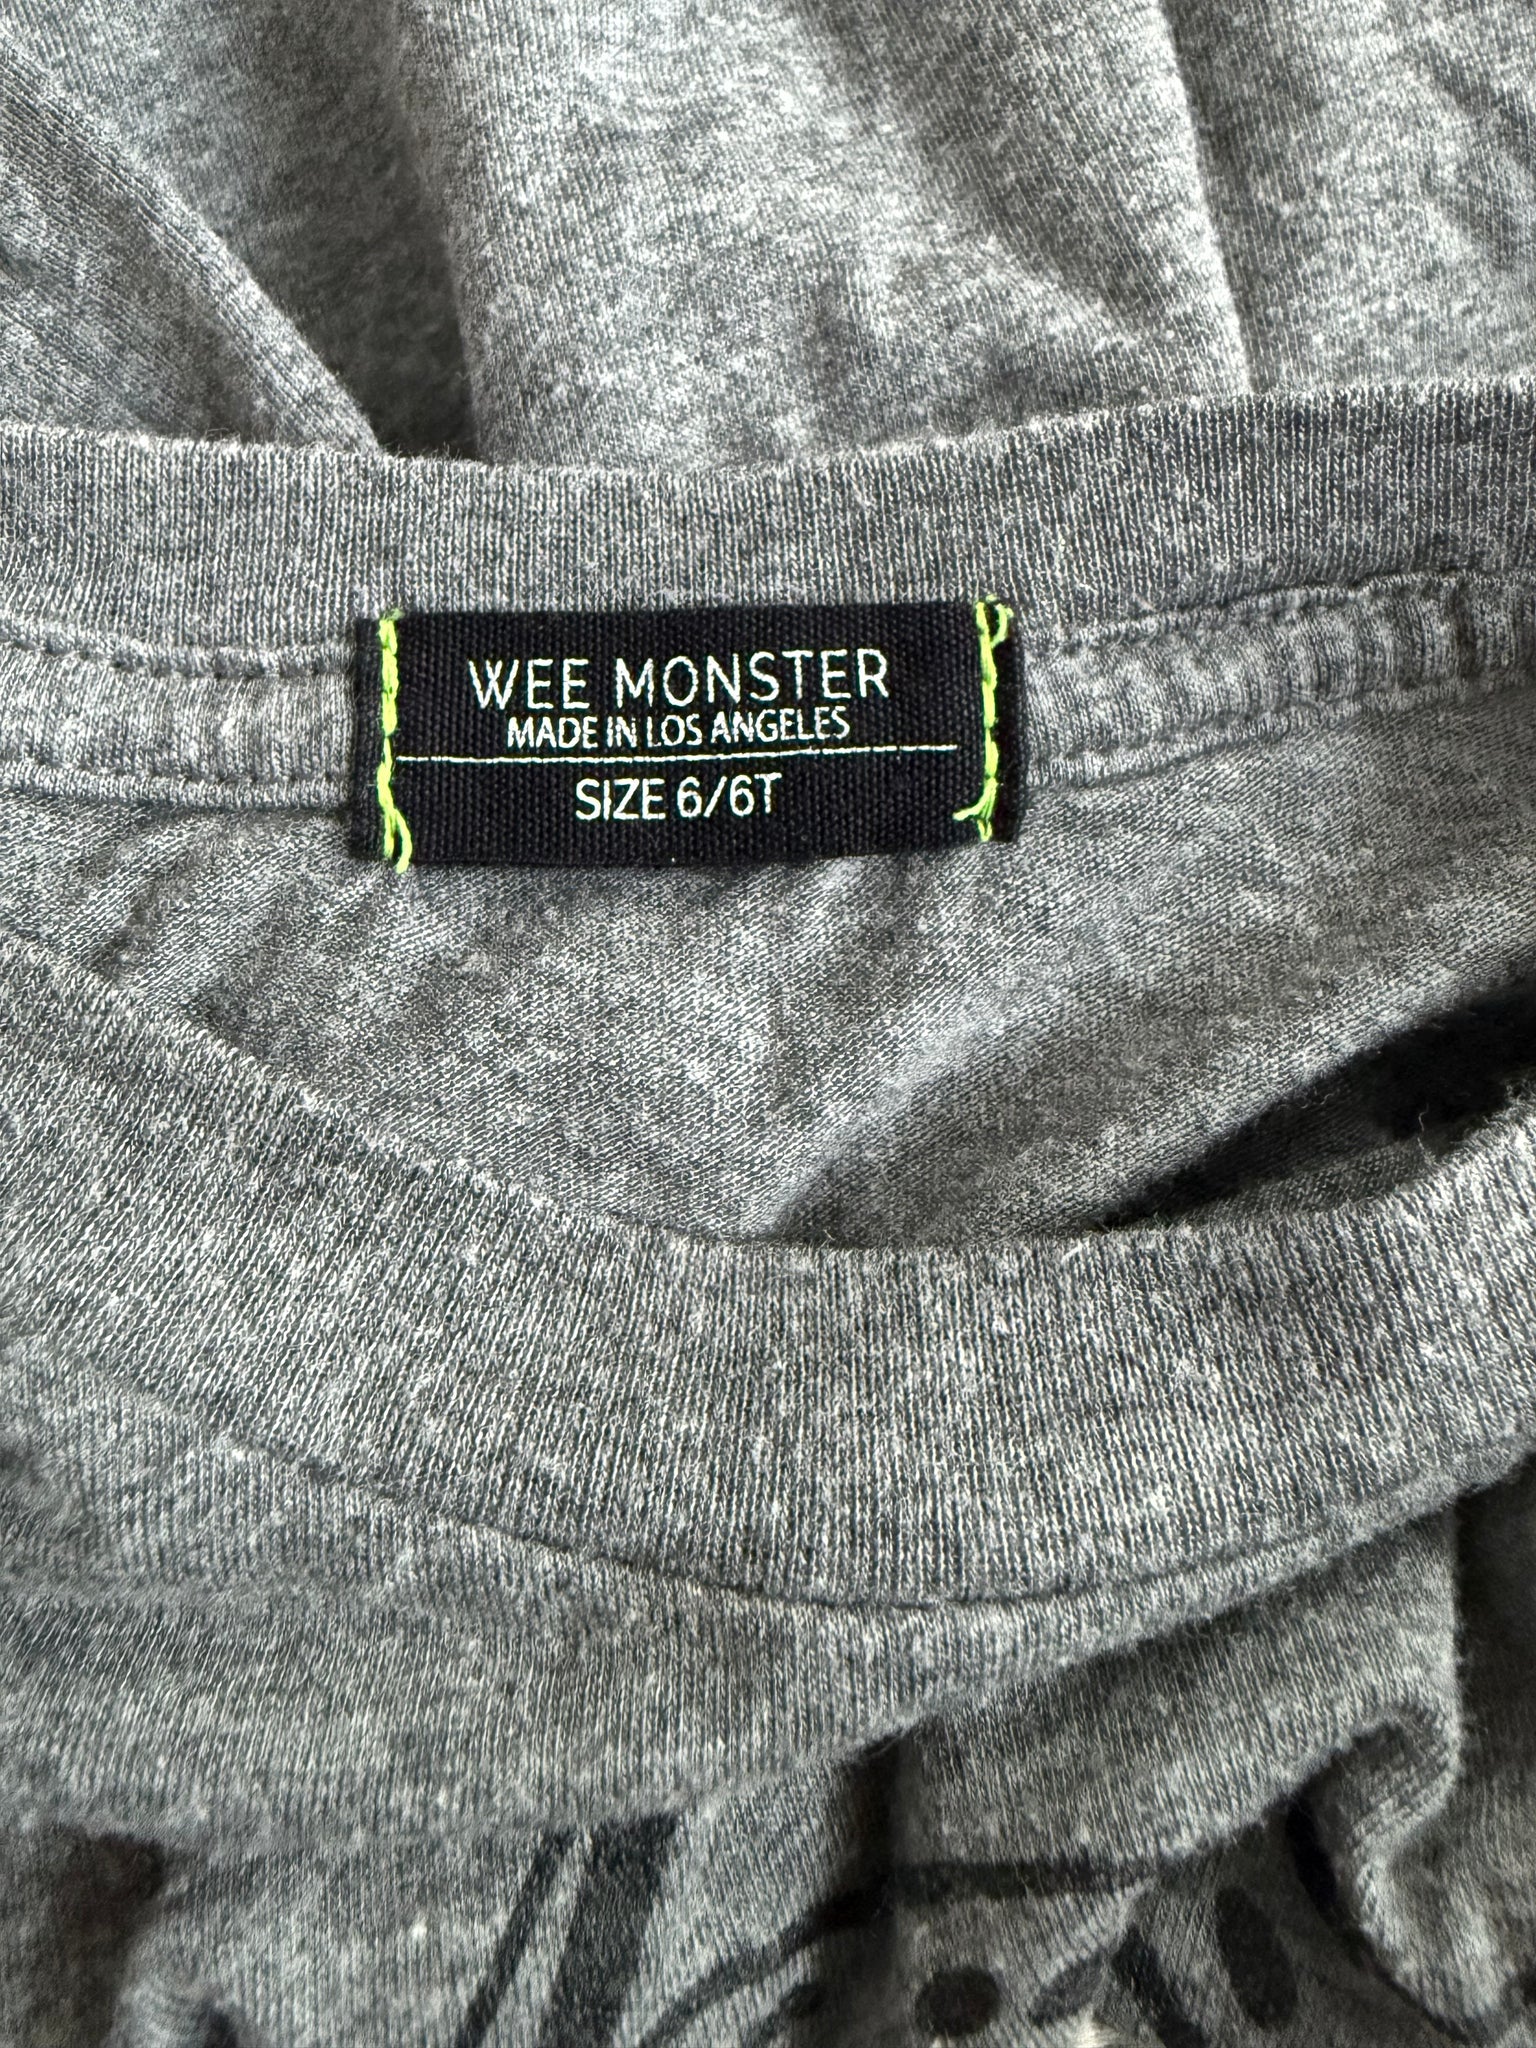 WEE MONSTER
MADE IN LOS ANGELES
SIZE 6/6T